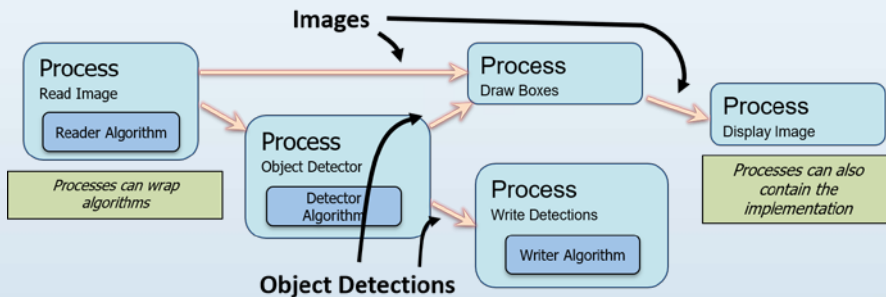 Images
Process
Read Image
Reader Algorithm
Processes can wrap
algorithms
Process
Object Detector
Detector
Algorithm
Process
Draw Boxes
Process
Write Detections
Writer Algorithm
Process
Display Image
Processes can also
contain the
implementation
Object Detections